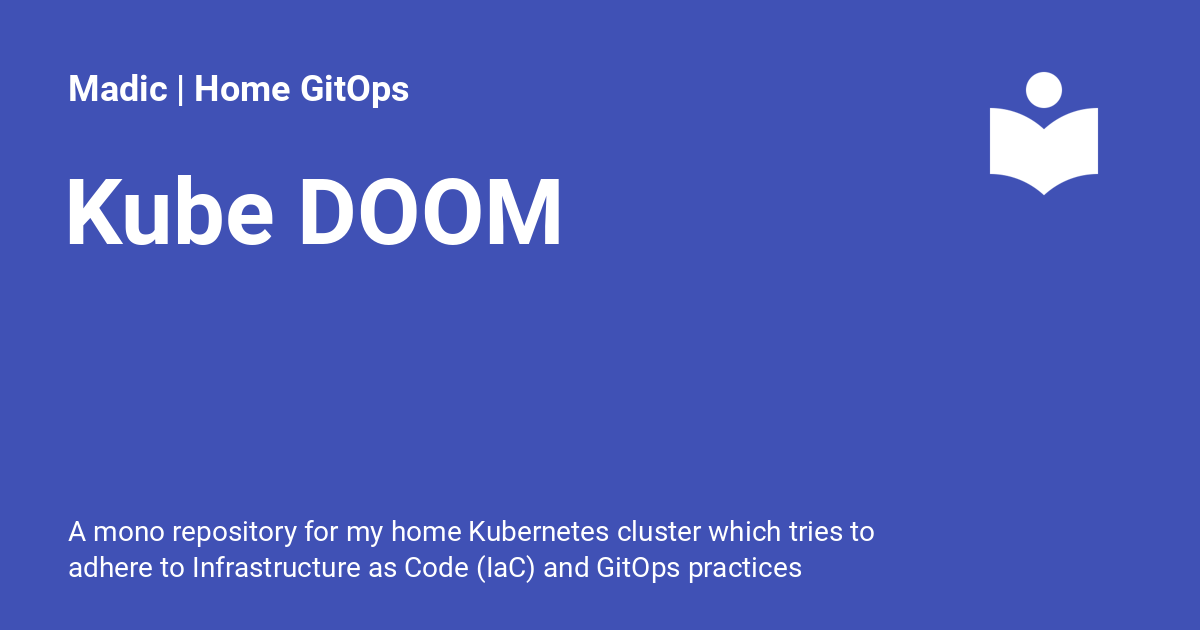 Madic | Home GitOps
Kube DOOM
A mono repository for my home Kubernetes cluster which tries to
adhere to Infrastructure as Code (IaC) and GitOps practices